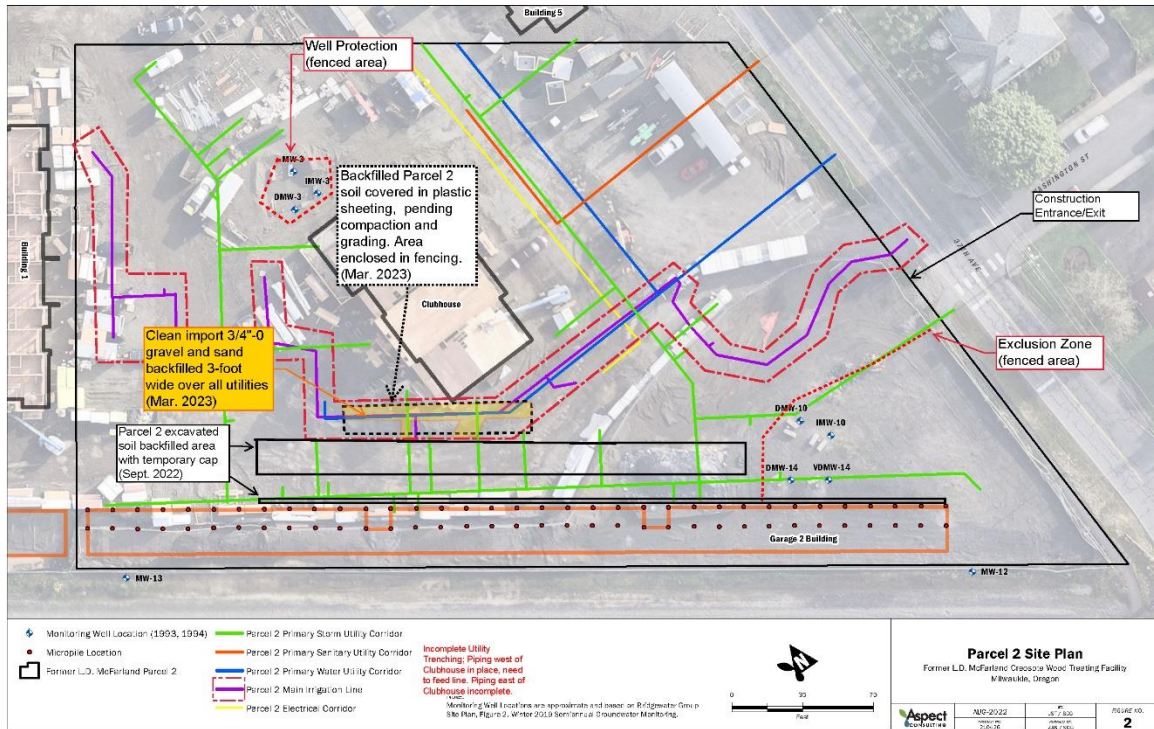 Building 5
Well Protection
(fenced area)
MW-3
IMW-3
DMW-3
Backfilled Parcel 2
soil covered in plastic
sheeting, pending
compaction and
grading. Area
enclosed in fencing.
(Mar. 2023)
WASHINGTON ST
Construction
Entrance/Exit
37TH AVE
Building 1
Clubhouse
Clean import 3/4"-0
gravel and sand
backfilled 3-foot
wide over all utilities
(Mar. 2023)
Exclusion Zone
(fenced area)
DMW-10
IMW-10
Parcel 2 excavated
soil backfilled area
with temporary cap
(Sept. 2022)
DMW-14
VDMW-14
Garage 2 Building
MW-13
MW-12
Monitoring Well Location (1993, 1994)
Micropile Location
Former L.D. McFarland Parcel 2
Parcel 2 Primary Storm Utility Corridor
Parcel 2 Primary Sanitary Utility Corridor
Parcel 2 Primary Water Utility Corridor
Parcel 2 Main Irrigation Line
Parcel 2 Electrical Corridor
Incomplete Utility
Trenching; Piping west of
Clubhouse in place, need
to feed line. Piping east of
Clubhouse incomplete.
Monitoring Well Locations are approximate and based on Bridgewater Group
Site Plan, Figure 2, Winter 2019 Semiannual Groundwater Monitoring.
N
0
70
Feet
Parcel 2 Site Plan
Former L.D. McFarland Creosote Wood Treating Facility
Milwaukie, Oregon
Aspect
CONSULTING
AUG-2022
FIGURE NO.
2